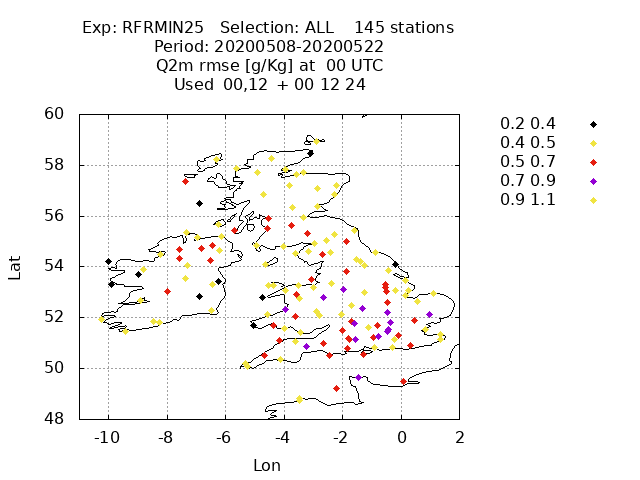 Exp: RFRMIN25 Selection: ALL 145 stations
Period: 20200508-20200522
Q2m rmse [g/Kg] at 00 UTC
Used 00,12 + 00 12 24
0.2 0.4
0.4 0.5
0.5 0.7
0.7 0.9
0.9 1.1
60
58
56
54
52
50
48
Lat
-10 -8 -6 -4 -2 0 2
Lon